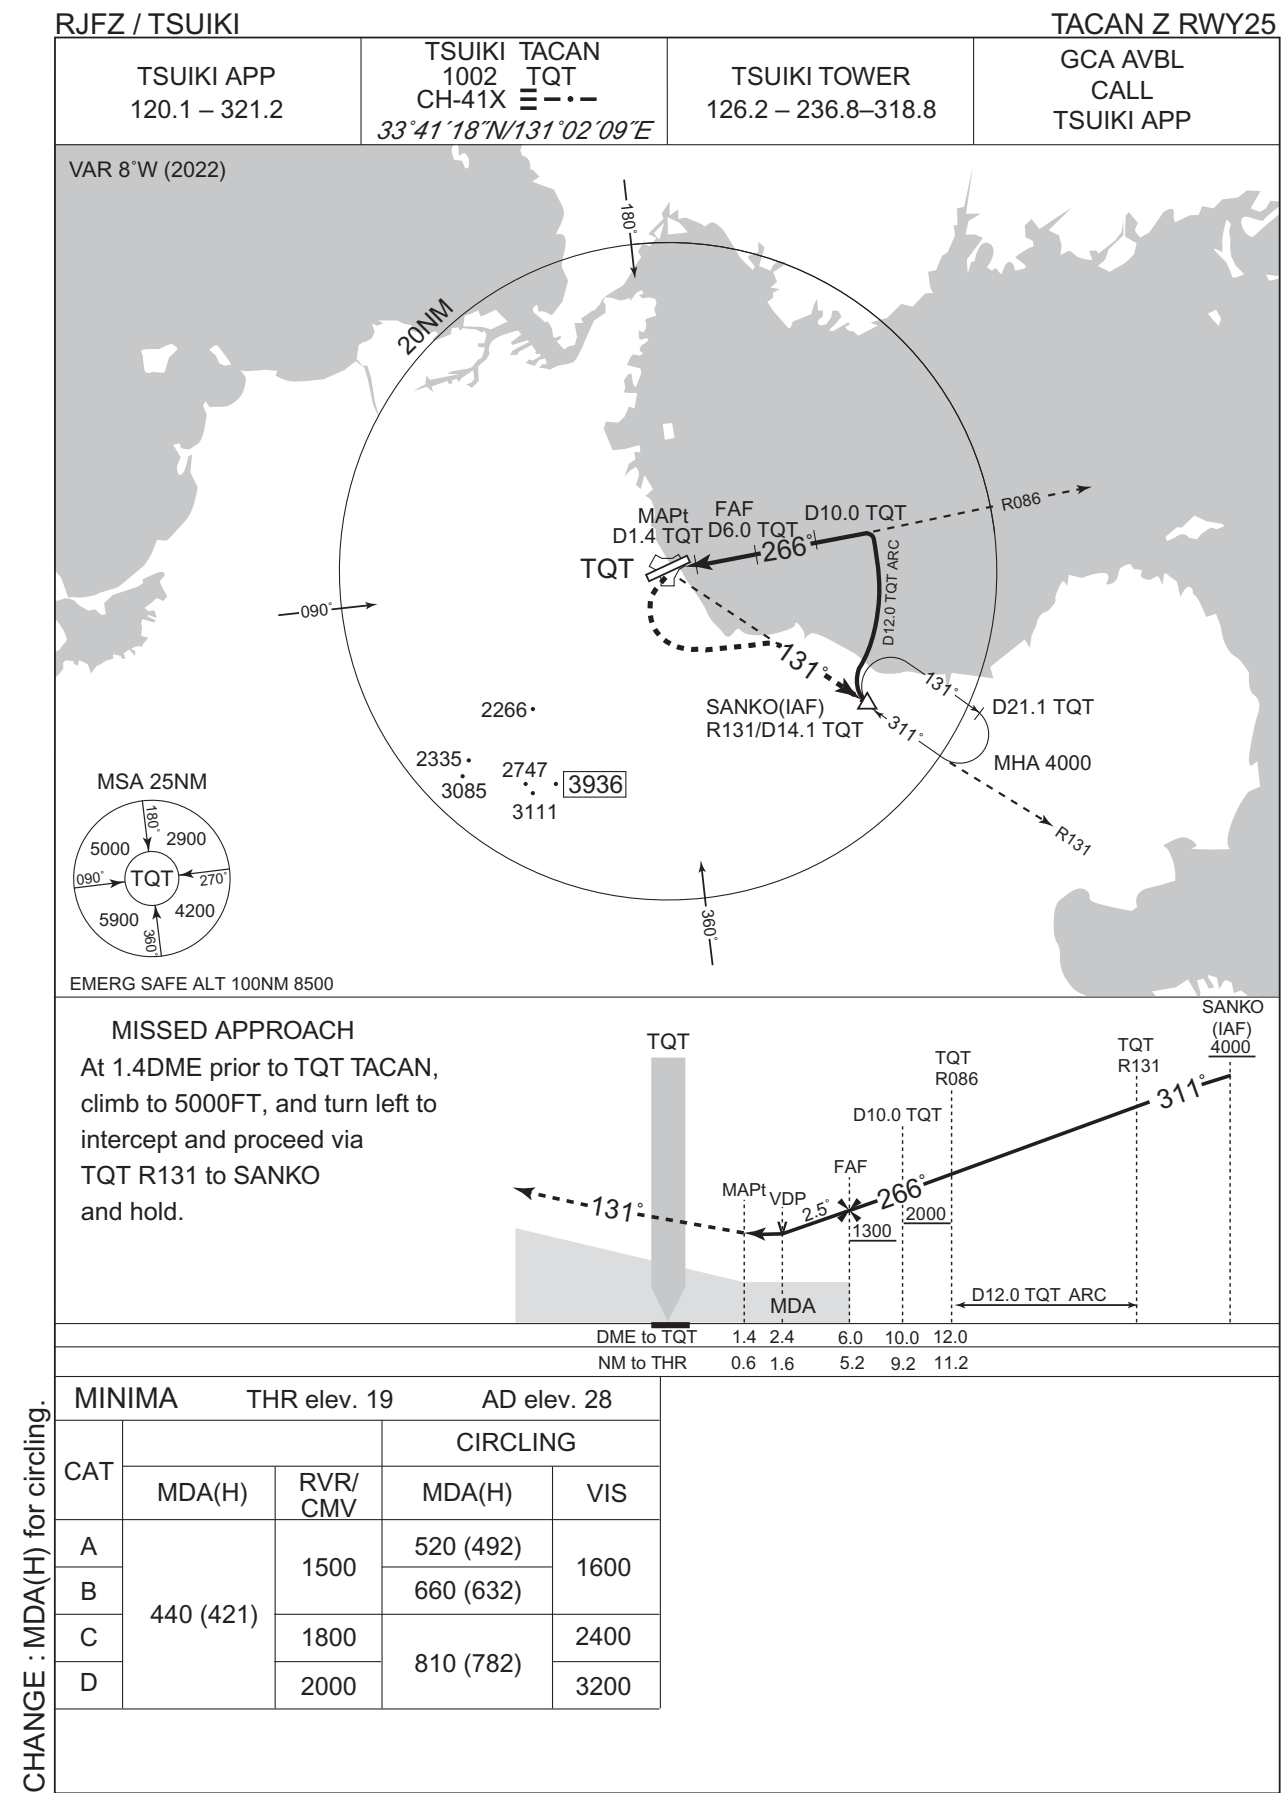 RJFZ / TSUIKI
TACAN Z RWY25
TSUIKI APP
120.1 – 321.2
TSUIKI TACAN
1002 TQT
CH-41X
33°41´18˝N/131°02´09˝E
TSUIKI TOWER
126.2 – 236.8–318.8
GCA AVBL
CALL
TSUIKI APP
VAR 8°W (2022)
180°
20NM
R086
MAPt
D1.4 TQT
FAF
D6.0 TQT
D10.0 TQT
266°
TQT
D12.0 TQT ARC
090°
131°
131°
SANKO(IAF)
R131/D14.1 TQT
311°
D21.1 TQT
MHA 4000
R131
2266
2335
3085
2747
3111
3936
360°
MSA 25NM
180°
5000
2900
090°
TQT
270°
5900
4200
360°
EMERG SAFE ALT 100NM 8500
MISSED APPROACH
At 1.4DME prior to TQT TACAN,
climb to 5000FT, and turn left to
intercept and proceed via
TQT R131 to SANKO
and hold.
TQT
SANKO
(IAF)
4000
TQT
R131
TQT
R086
311°
D10.0 TQT
FAF
266°
MAPt
VDP
2.5°
131°
2000
1300
D12.0 TQT ARC
MDA
DME to TQT 1.4 2.4 6.0 10.0 12.0
NM to THR 0.6 1.6 5.2 9.2 11.2
MINIMA THR elev. 19 AD elev. 28
CAT
CIRCLING
MDA(H)
RVR/
CMV
MDA(H)
VIS
A
B
C
D
440 (421)
1500
1800
2000
520 (492)
660 (632)
810 (782)
1600
2400
3200
CHANGE : MDA(H) for circling.